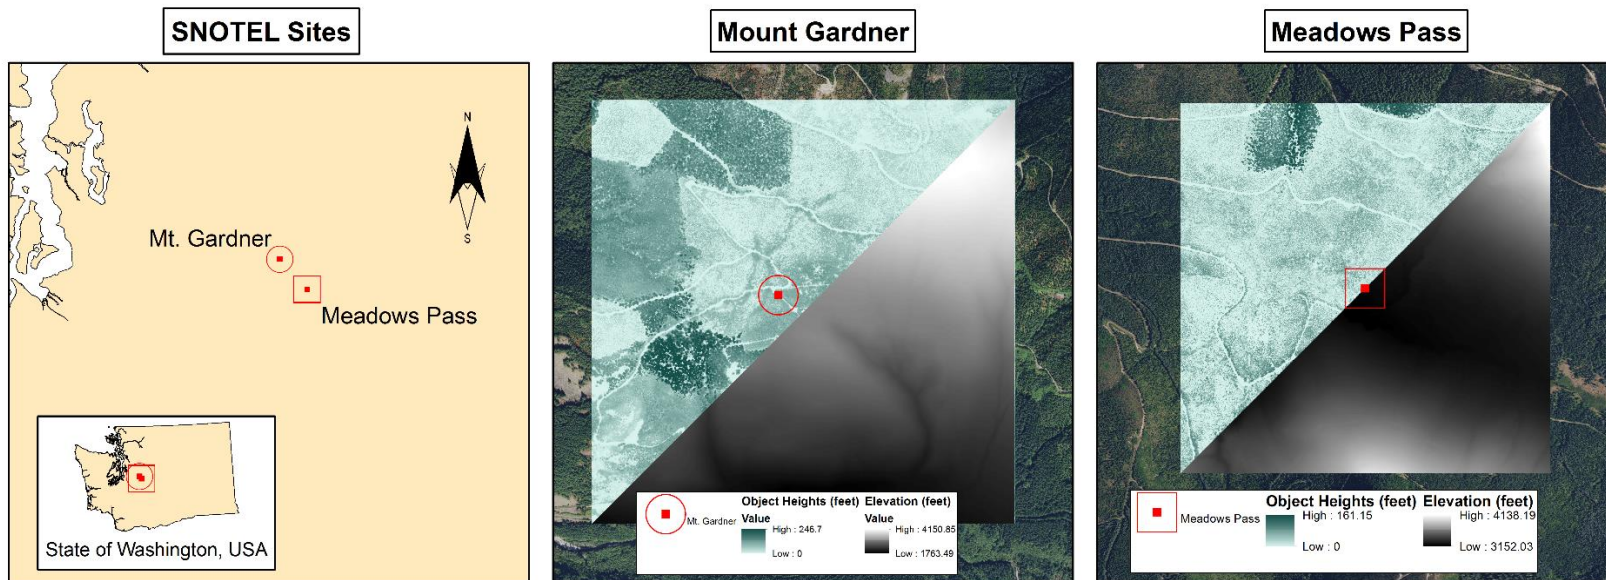 SNOTEL Sites
N
S
Mt. Gardner
Meadows Pass
State of Washington, USA
Mount Gardner
Mt. Gardner
Object Heights (feet)
Value
High : 246.7
Low : 0
Elevation (feet)
Value
High : 4150.85
Low : 1763.49
Meadows Pass
Meadows Pass
Object Heights (feet)
High : 161.15
Low : 0
Elevation (feet)
High : 4138.19
Low : 3152.03